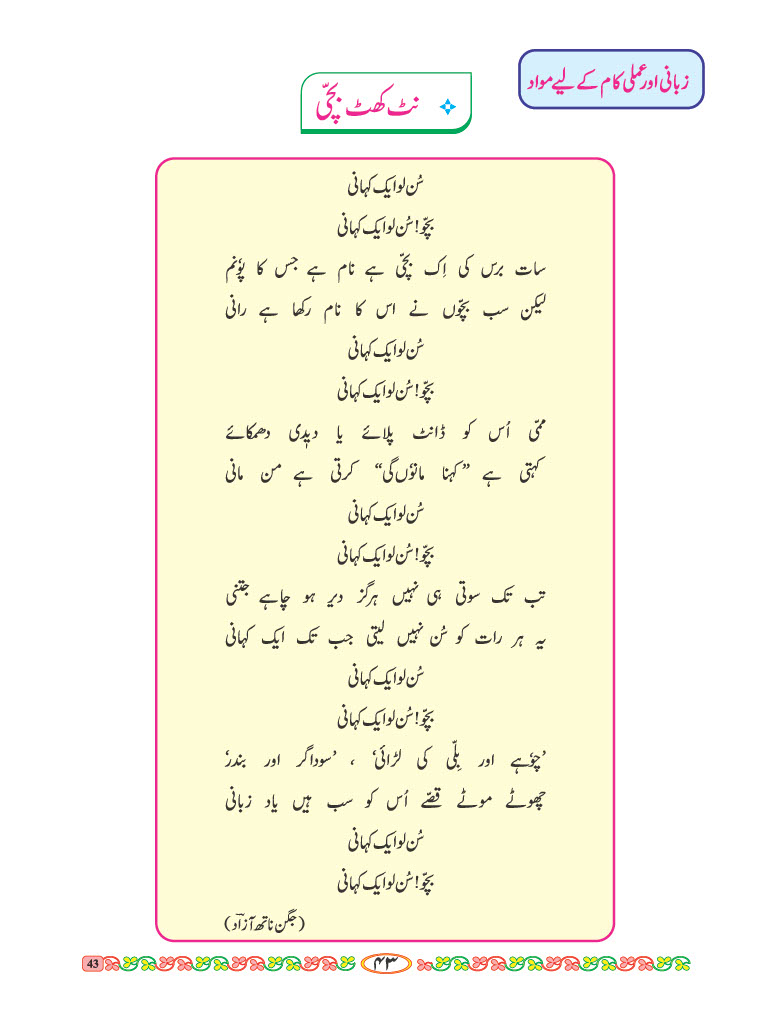 زبانی اور عملی کام کے لیے مواد
نٹ کھٹ بچّی
سُن لو ایک کہانی
بچّو! سُن لو ایک کہانی
سات برس کی اِک بچّی ہے نام ہے جس کا پوٗنم
لیکن سب بچّوں نے اس کا نام رکھا ہے رانی
سُن لو ایک کہانی
بچّو! سُن لو ایک کہانی
ممّی اُس کو ڈانٹ پلائے یا دیدی دھمکائے
کہتی ہے ”کہنا مانوٗں گی“ کرتی ہے من مانی
سُن لو ایک کہانی
بچّو! سُن لو ایک کہانی
تب تک سوتی ہی نہیں ہرگز دیر ہو چاہے جتنی
یہ ہر رات کو سُن نہیں لیتی جب تک ایک کہانی
سُن لو ایک کہانی
بچّو! سُن لو ایک کہانی
’چوٗہے اور بِلّی کی لڑائی‘ ، ’سوداگر اور بندر‘
چھوٹے موٹے قصّے اُس کو سب ہیں یاد زبانی
سُن لو ایک کہانی
بچّو! سُن لو ایک کہانی
(جگن ناتھ آزاد)
43
۴۳